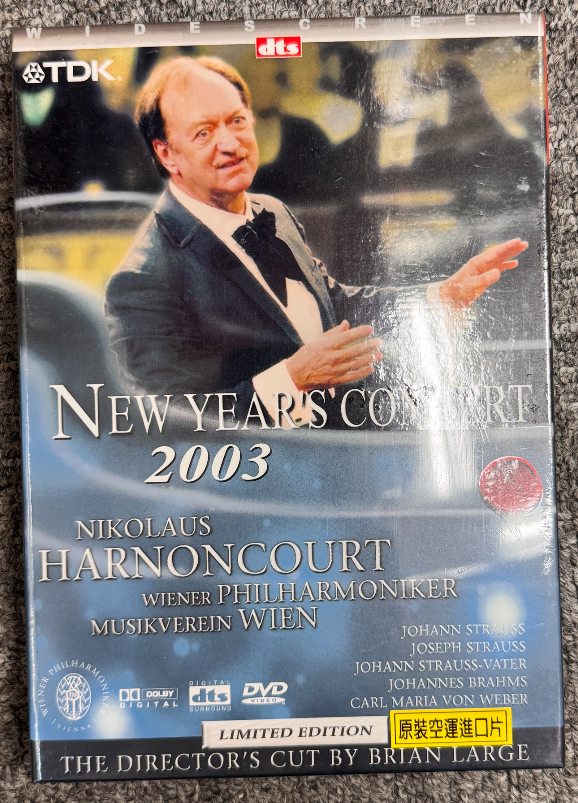 WIDESCREEN
dts
TDK
NEW YEAR'S CONCERT
2003
NIKOLAUS
HARNONCOURT
WIENER PHILHARMONIKER
MUSIKVEREIN WIEN
JOHANN STRAUSS
JOSEPH STRAUSS
JOHANN STRAUSS-VATER
JOHANNES BRAHMS
CARL MARIA VON WEBER
WIENER PHILHARMONIKER
DOLBY
DIGITAL
DIGITAL
dts
SURROUND
DVD
VIDEO
LIMITED EDITION
原裝空運進口片
THE DIRECTOR'S CUT BY BRIAN LARGE